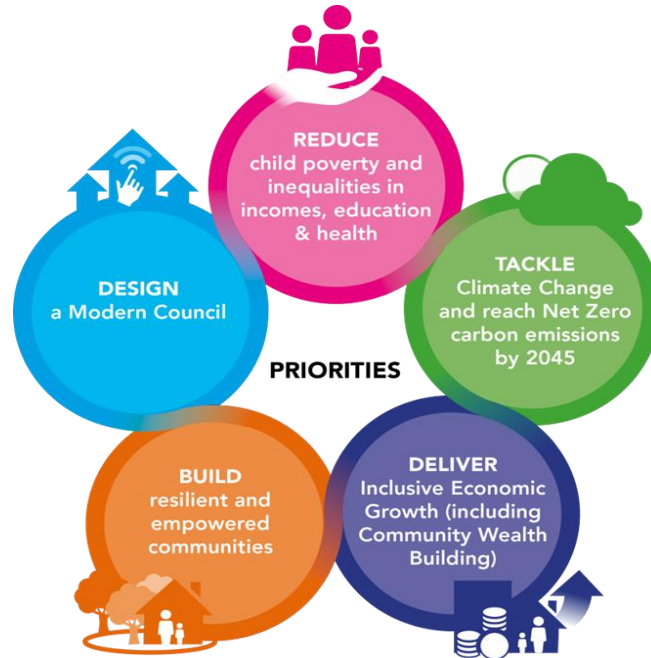 REDUCE
child poverty and
inequalities in
incomes, education
& health
TACKLE
Climate Change
and reach Net Zero
carbon emissions
by 2045
DELIVER
Inclusive Economic
Growth (including
Community Wealth
Building)
BUILD
resilient and
empowered
communities
DESIGN
a Modern Council
PRIORITIES